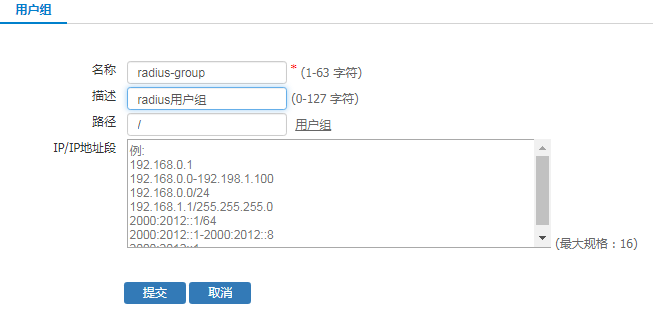 用户组
名称 radius-group * (1-63 字符)
描述 radius用户组 (0-127 字符)
路径 / 用户组
IP/IP地址段 例:
192.168.0.1
192.168.0.0-192.198.1.100
192.168.0.0/24
192.168.1.1/255.255.255.0
2000:2012::1/64
2000:2012::1-2000:2012::8
(最大规格：16)
提交 取消